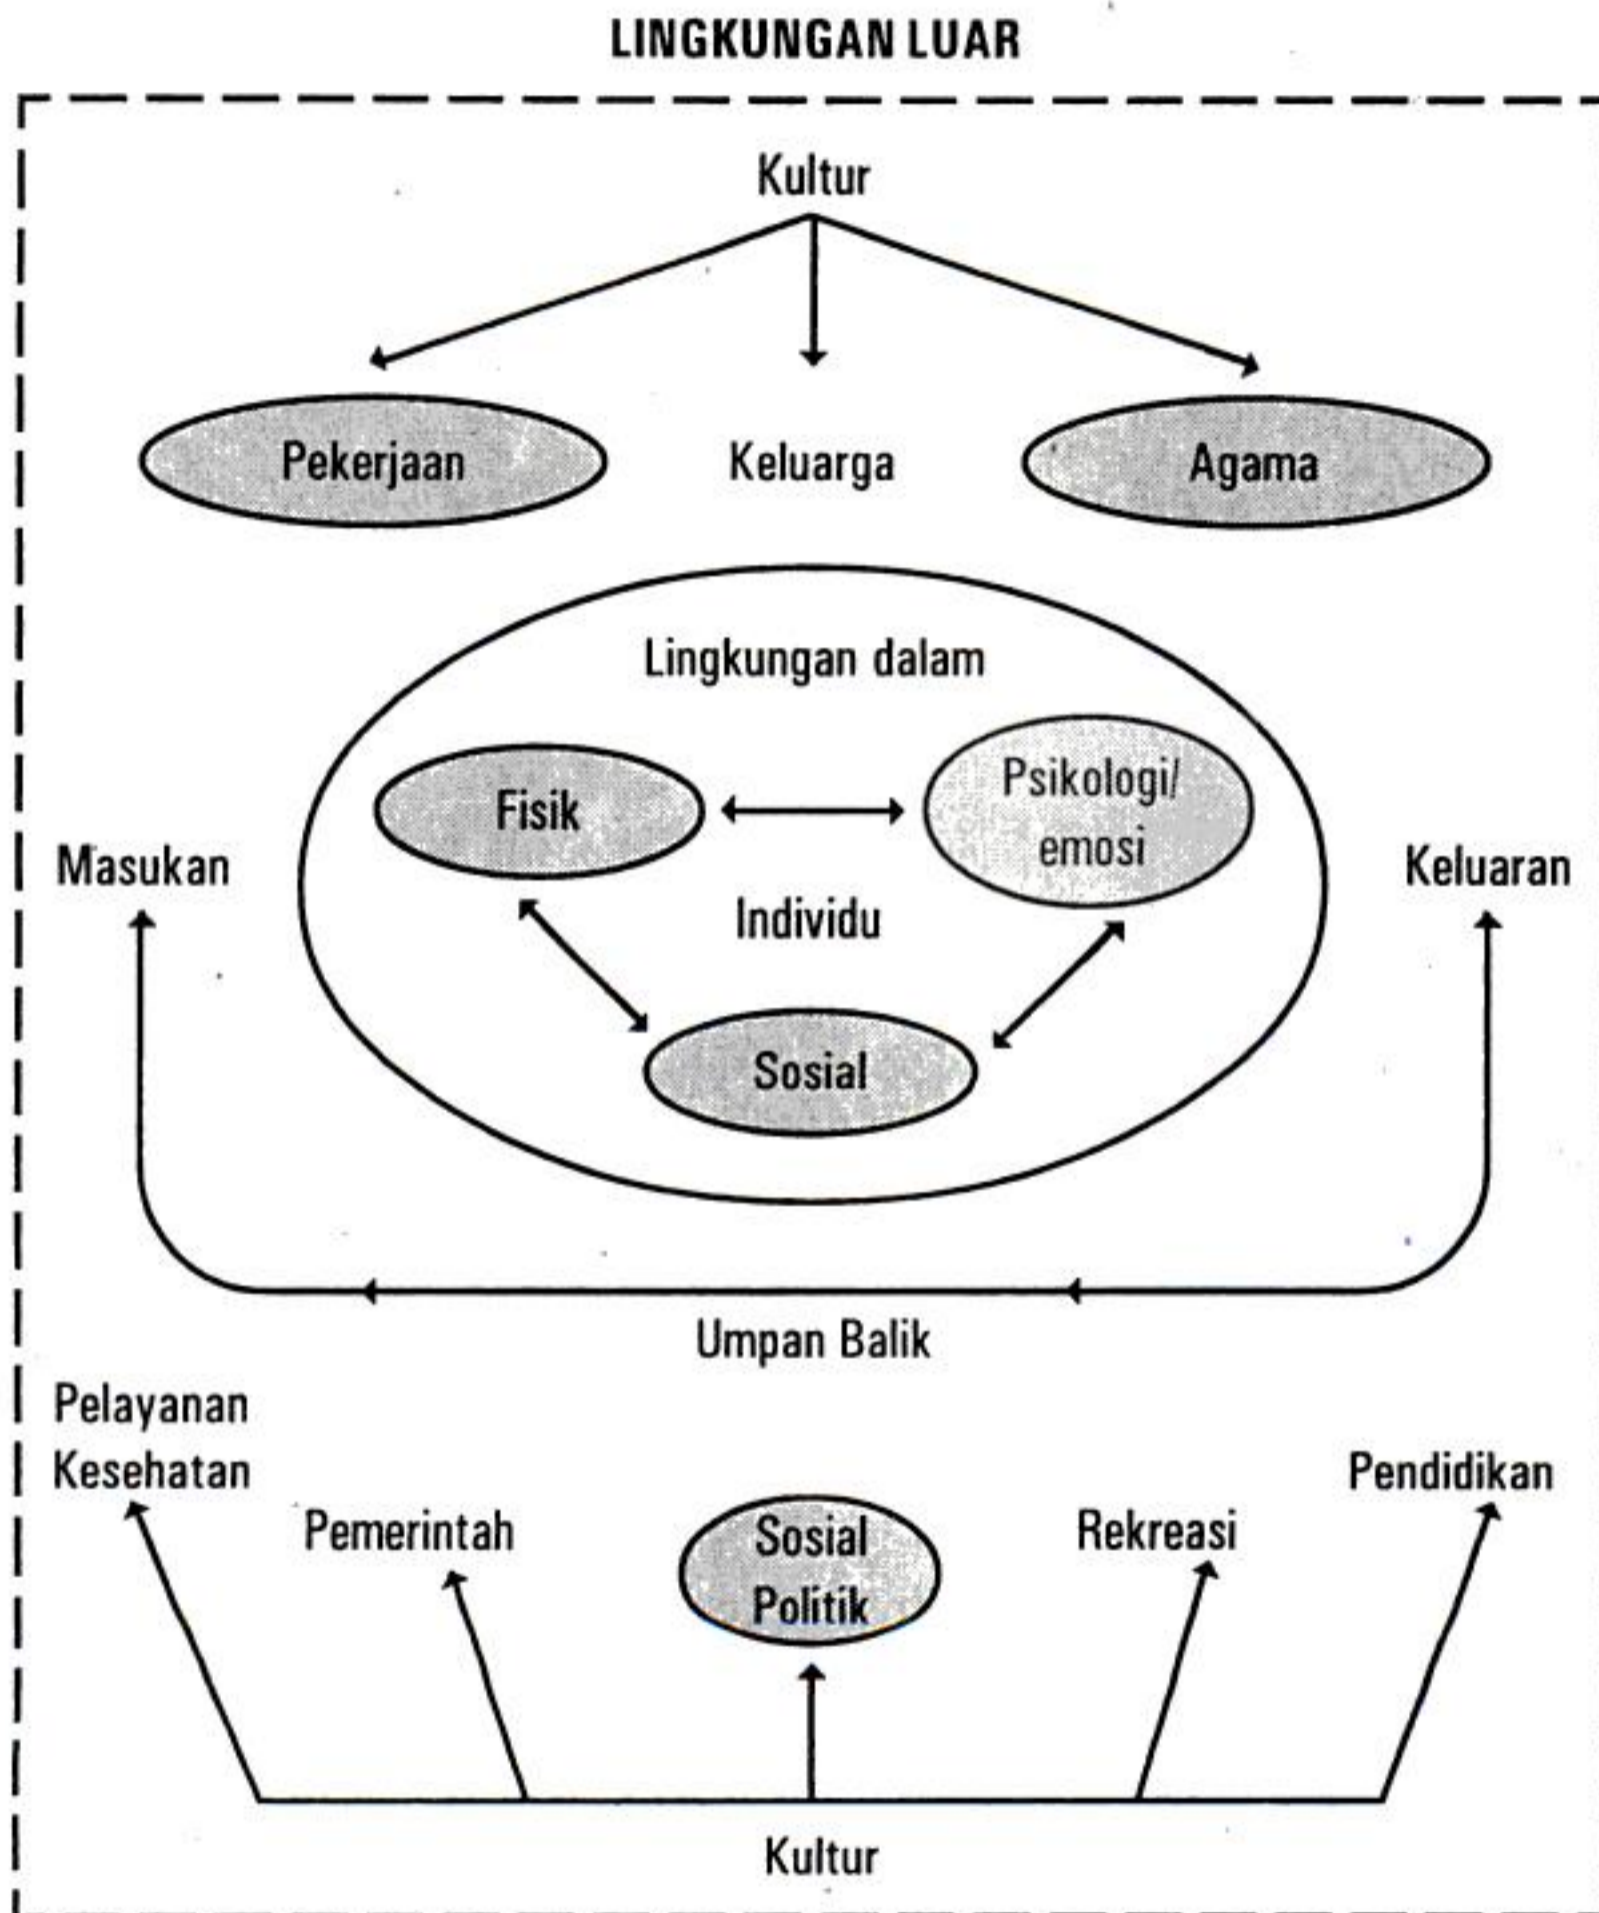 LINGKUNGAN LUAR
Kultur
Pekerjaan
Keluarga
Agama
Lingkungan dalam
Fisik
Psikologi/
emosi
Masukan
Individu
Keluaran
Sosial
Umpan Balik
Pelayanan
Kesehatan
Pemerintah
Sosial
Politik
Rekreasi
Pendidikan
Kultur